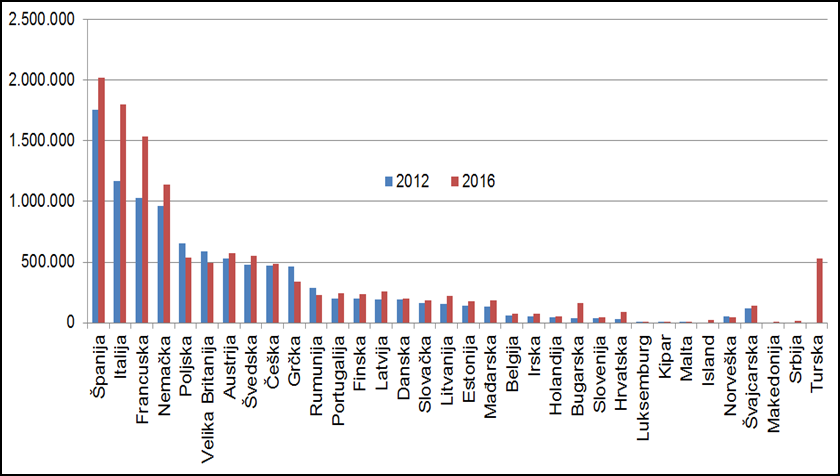 2.500.000
2.000.000
1.500.000
1.000.000
500.000
0
2012
2016
Španija
Italija
Francuska
Nemačka
Poljska
Velika Britanija
Austrija
Švedska
Češka
Grčka
Rumunija
Portugalija
Finska
Latvija
Danska
Slovačka
Litvanija
Estonija
Mađarska
Belgija
Irska
Holandija
Bugarska
Slovenija
Hrvatska
Luksemburg
Kipar
Malta
Island
Norveška
Švajcarska
Makedonija
Srbija
Turska